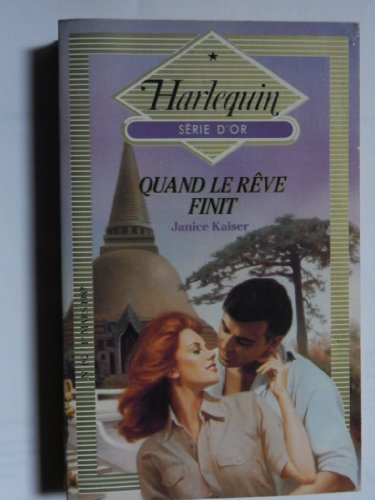 Harlequin
SÉRIE D'OR
QUAND LE RÊVE
FINIT
Janice Kaiser